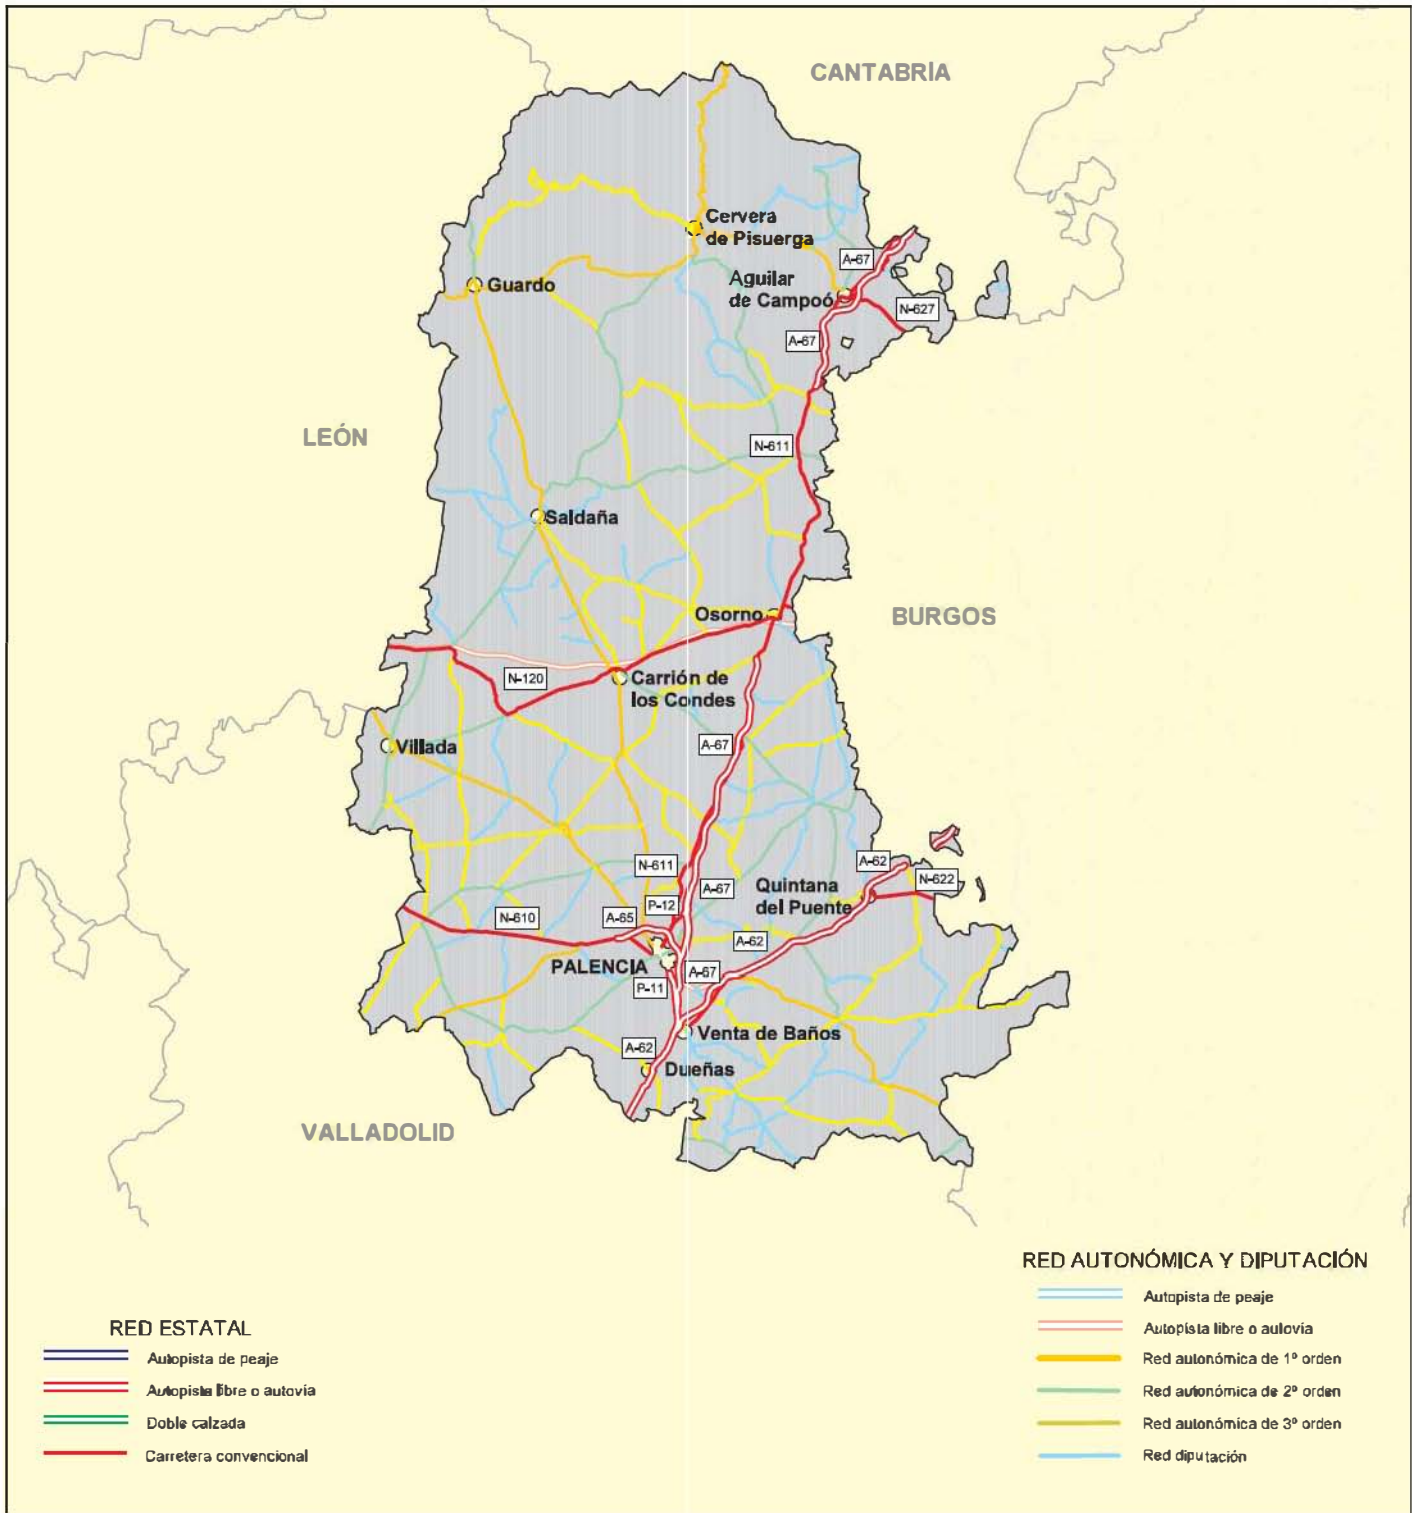 CANTABRÍA
Cervera
de Pisuerga
A-67
Aguilar
de Campoó
Guardo
N-627
A-67
LEÓN
N-611
Saldaña
Osorno
BURGOS
N-120
Carrión de
los Condes
A-67
Villada
N-611
A-62
A-67
Quintana
del Puente
N-622
P-12
N-610
A-65
A-62
PALENCIA
A-67
P-11
Venta de Baños
A-62
Dueñas
VALLADOLID
RED AUTONÓMICA Y DIPUTACIÓN
Autopista de peaje
Autopísta libre o autovia
Red autonómica de 1º orden
Red autonómica de 2º orden
Red autonómica de 3º orden
Red diputación
RED ESTATAL
Autopista de peaje
Autopista libre o autovia
Doble calzada
Carretera convencional